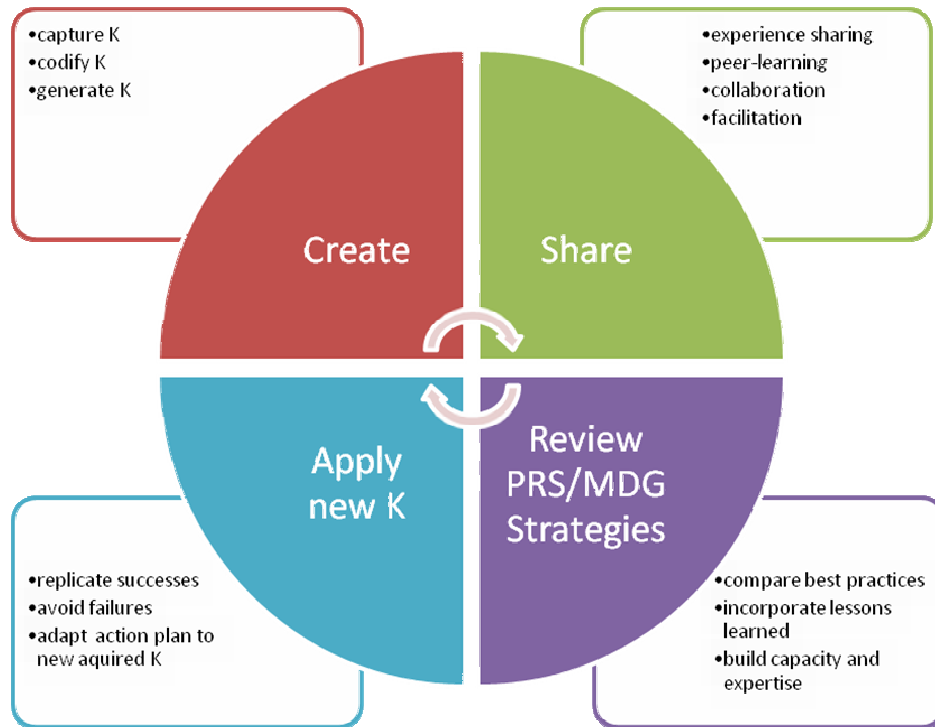 •capture K
•codify K
•generate K
•experience sharing
•peer-learning
•collaboration
•facilitation
Create
Share
Apply
new K
Review
PRS/MDG
Strategies
•replicate successes
•avoid failures
•adapt action plan to
new aquired K
•compare best practices
•incorporate lessons
learned
•build capacity and
expertise